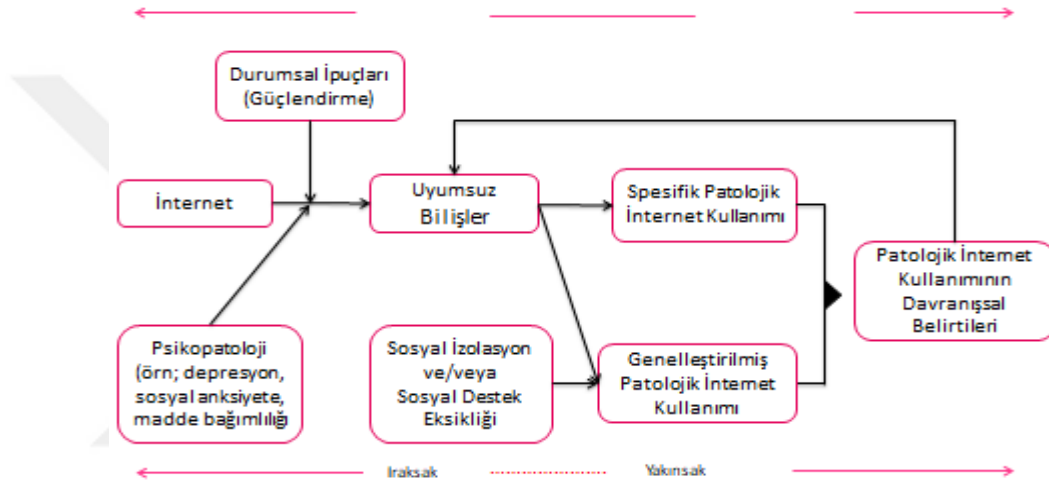 Durumsal İpuçları
(Güçlendirme)
İnternet
Uyumsuz
Bilişler
Spesifik Patolojik
İnternet Kullanımı
Patolojik İnternet
Kullanımının
Davranışsal
Belirtileri
Psikopatoloji
(örn; depresyon,
sosyal anksiyete,
madde bağımlılığı
Sosyal İzolasyon
ve/veya
Sosyal Destek
Eksikliği
Genelleştirilmiş
Patolojik İnternet
Kullanımı
Iraksak
Yakınsak